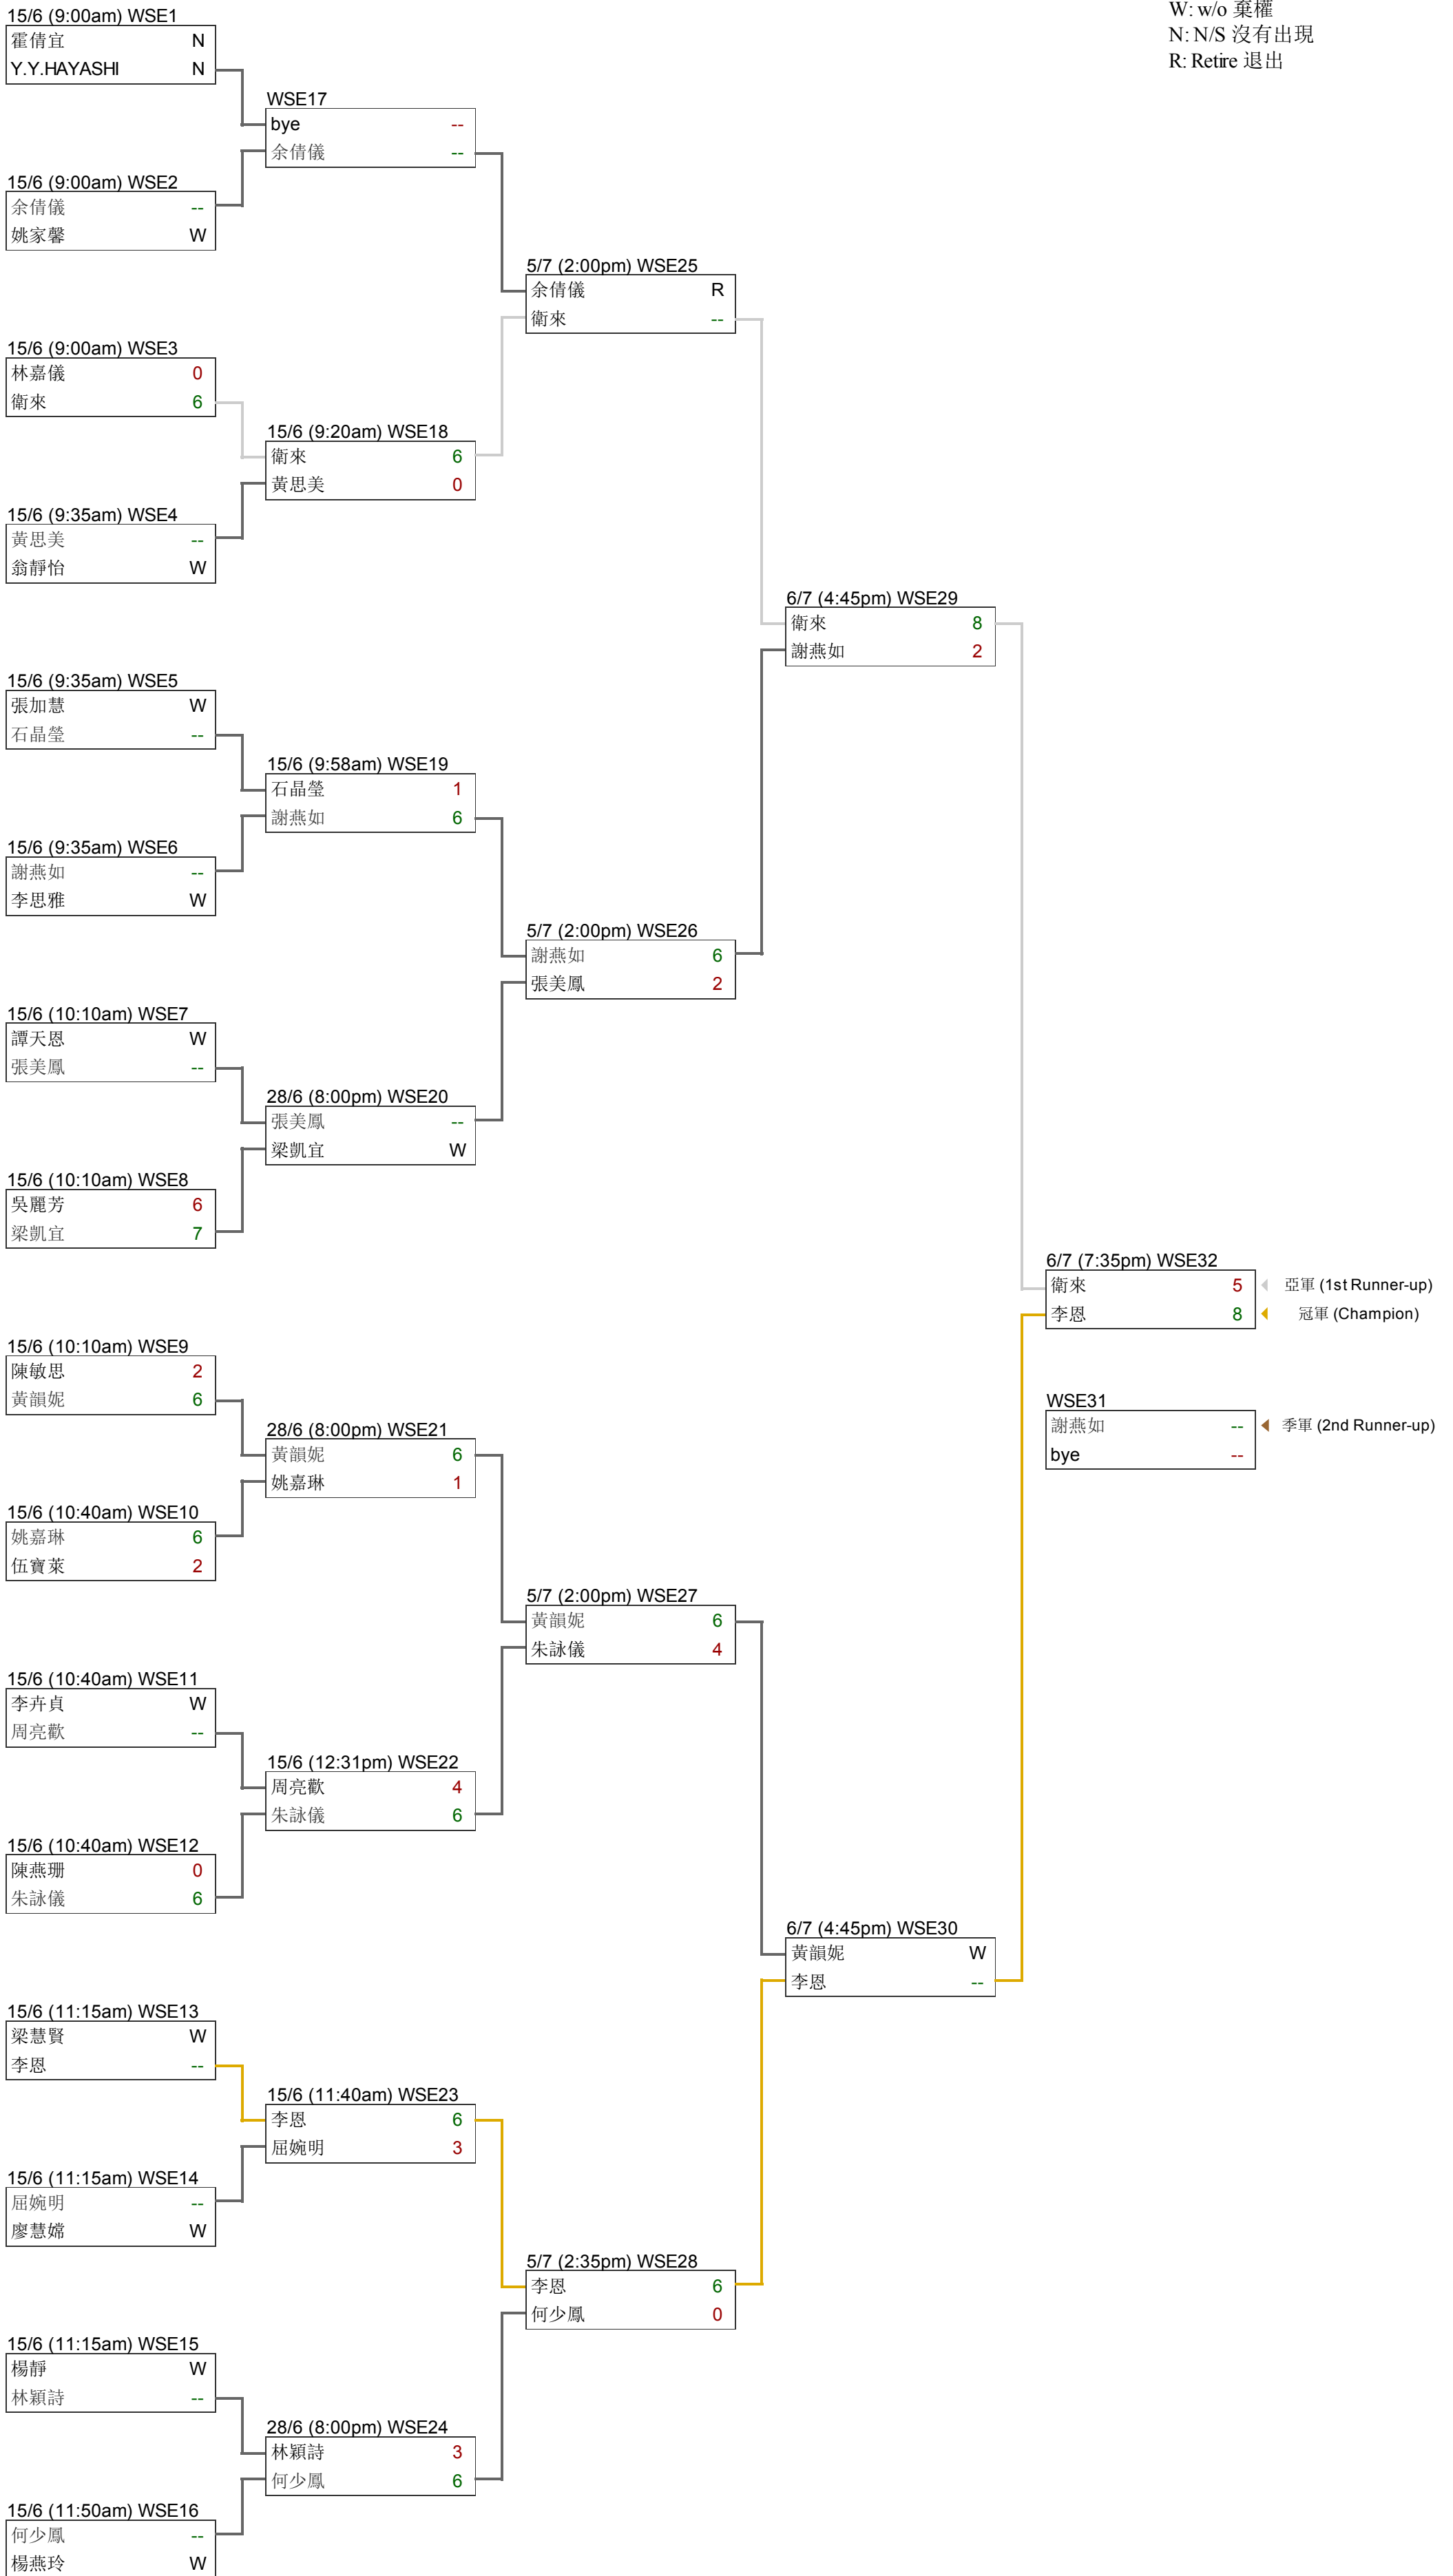 W: w/o 棄權
N: N/S 沒有出現
R: Retire 退出
15/6 (9:00am) WSE1
霍倩宜 N
Y.Y.HAYASHI N
WSE17
bye --
余倩儀 --
15/6 (9:00am) WSE2
余倩儀 --
姚家馨 W
5/7 (2:00pm) WSE25
余倩儀 R
衛來 --
15/6 (9:00am) WSE3
林嘉儀 0
衛來 6
15/6 (9:20am) WSE18
衛來 6
黃思美 0
15/6 (9:35am) WSE4
黃思美 --
翁靜怡 W
6/7 (4:45pm) WSE29
衛來 8
謝燕如 2
15/6 (9:35am) WSE5
張加慧 W
石晶瑩 --
15/6 (9:58am) WSE19
石晶瑩 1
謝燕如 6
15/6 (9:35am) WSE6
謝燕如 --
李思雅 W
5/7 (2:00pm) WSE26
謝燕如 6
張美鳳 2
15/6 (10:10am) WSE7
譚天恩 W
張美鳳 --
28/6 (8:00pm) WSE20
張美鳳 --
梁凱宜 W
15/6 (10:10am) WSE8
吳麗芳 6
梁凱宜 7
6/7 (7:35pm) WSE32
衛來 5 亞軍 (1st Runner-up)
李恩 8 冠軍 (Champion)
15/6 (10:10am) WSE9
陳敏思 2
黃韻妮 6
WSE31
謝燕如 -- 季軍 (2nd Runner-up)
bye --
28/6 (8:00pm) WSE21
黃韻妮 6
姚嘉琳 1
15/6 (10:40am) WSE10
姚嘉琳 6
伍寶萊 2
5/7 (2:00pm) WSE27
黃韻妮 6
朱詠儀 4
15/6 (10:40am) WSE11
李卉貞 W
周亮歡 --
15/6 (12:31pm) WSE22
周亮歡 4
朱詠儀 6
15/6 (10:40am) WSE12
陳燕珊 0
朱詠儀 6
6/7 (4:45pm) WSE30
黃韻妮 W
李恩 --
15/6 (11:15am) WSE13
梁慧賢 W
李恩 --
15/6 (11:40am) WSE23
李恩 6
屈婉明 3
15/6 (11:15am) WSE14
屈婉明 --
廖慧嫦 W
5/7 (2:35pm) WSE28
李恩 6
何少鳳 0
15/6 (11:15am) WSE15
楊靜 W
林穎詩 --
28/6 (8:00pm) WSE24
林穎詩 3
何少鳳 6
15/6 (11:50am) WSE16
何少鳳 --
楊燕玲 W